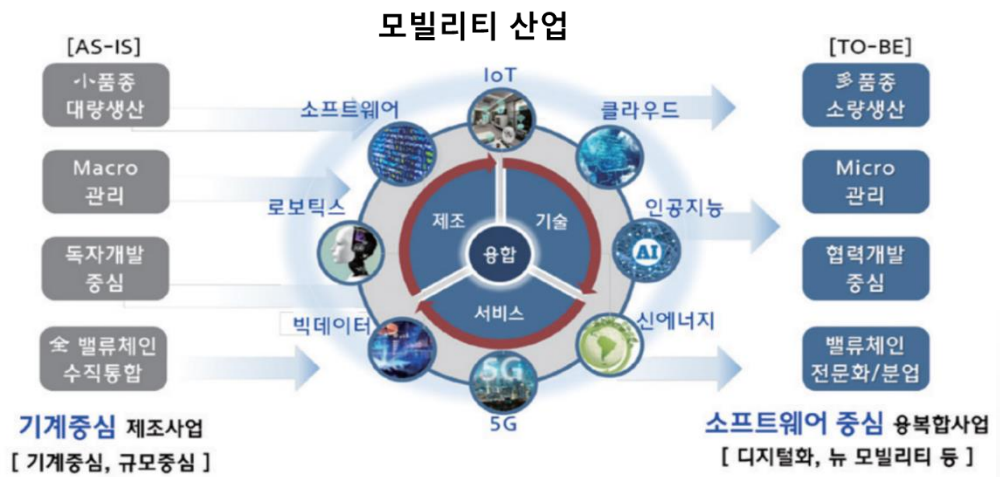 모빌리티 산업
[AS-IS]
小품종
대량생산
Macro
관리
독자개발
중심
全 밸류체인
수직통합
기계중심 제조사업
[ 기계중심, 규모중심 ]
IoT
소프트웨어
클라우드
로보틱스
인공지능
AI
빅데이터
신에너지
5G
5G
제조
기술
융합
서비스
[TO-BE]
多품종
소량생산
Micro
관리
협력개발
중심
밸류체인
전문화/분업
소프트웨어 중심 융복합사업
[ 디지털화, 뉴 모빌리티 등 ]